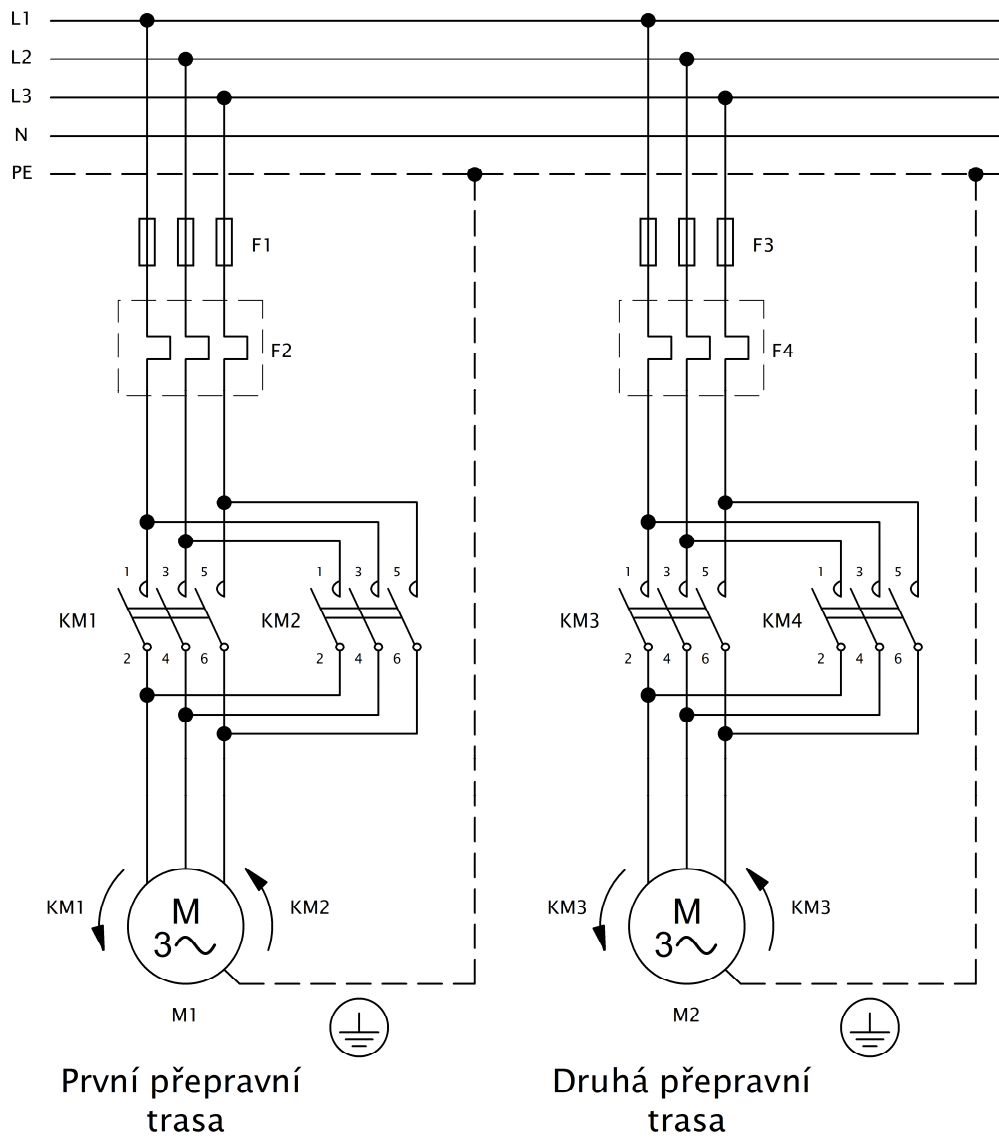 L1
L2
L3
N
PE
F1
F3
F2
F4
1 3 5 1 3 5 1 3 5 1 3 5
KM1 KM2 KM3 KM4
2 4 6 2 4 6 2 4 6 2 4 6
KM1 M 3 KM2 KM3 M 3 KM3
M1 M2
První přepravní
trasa
Druhá přepravní
trasa